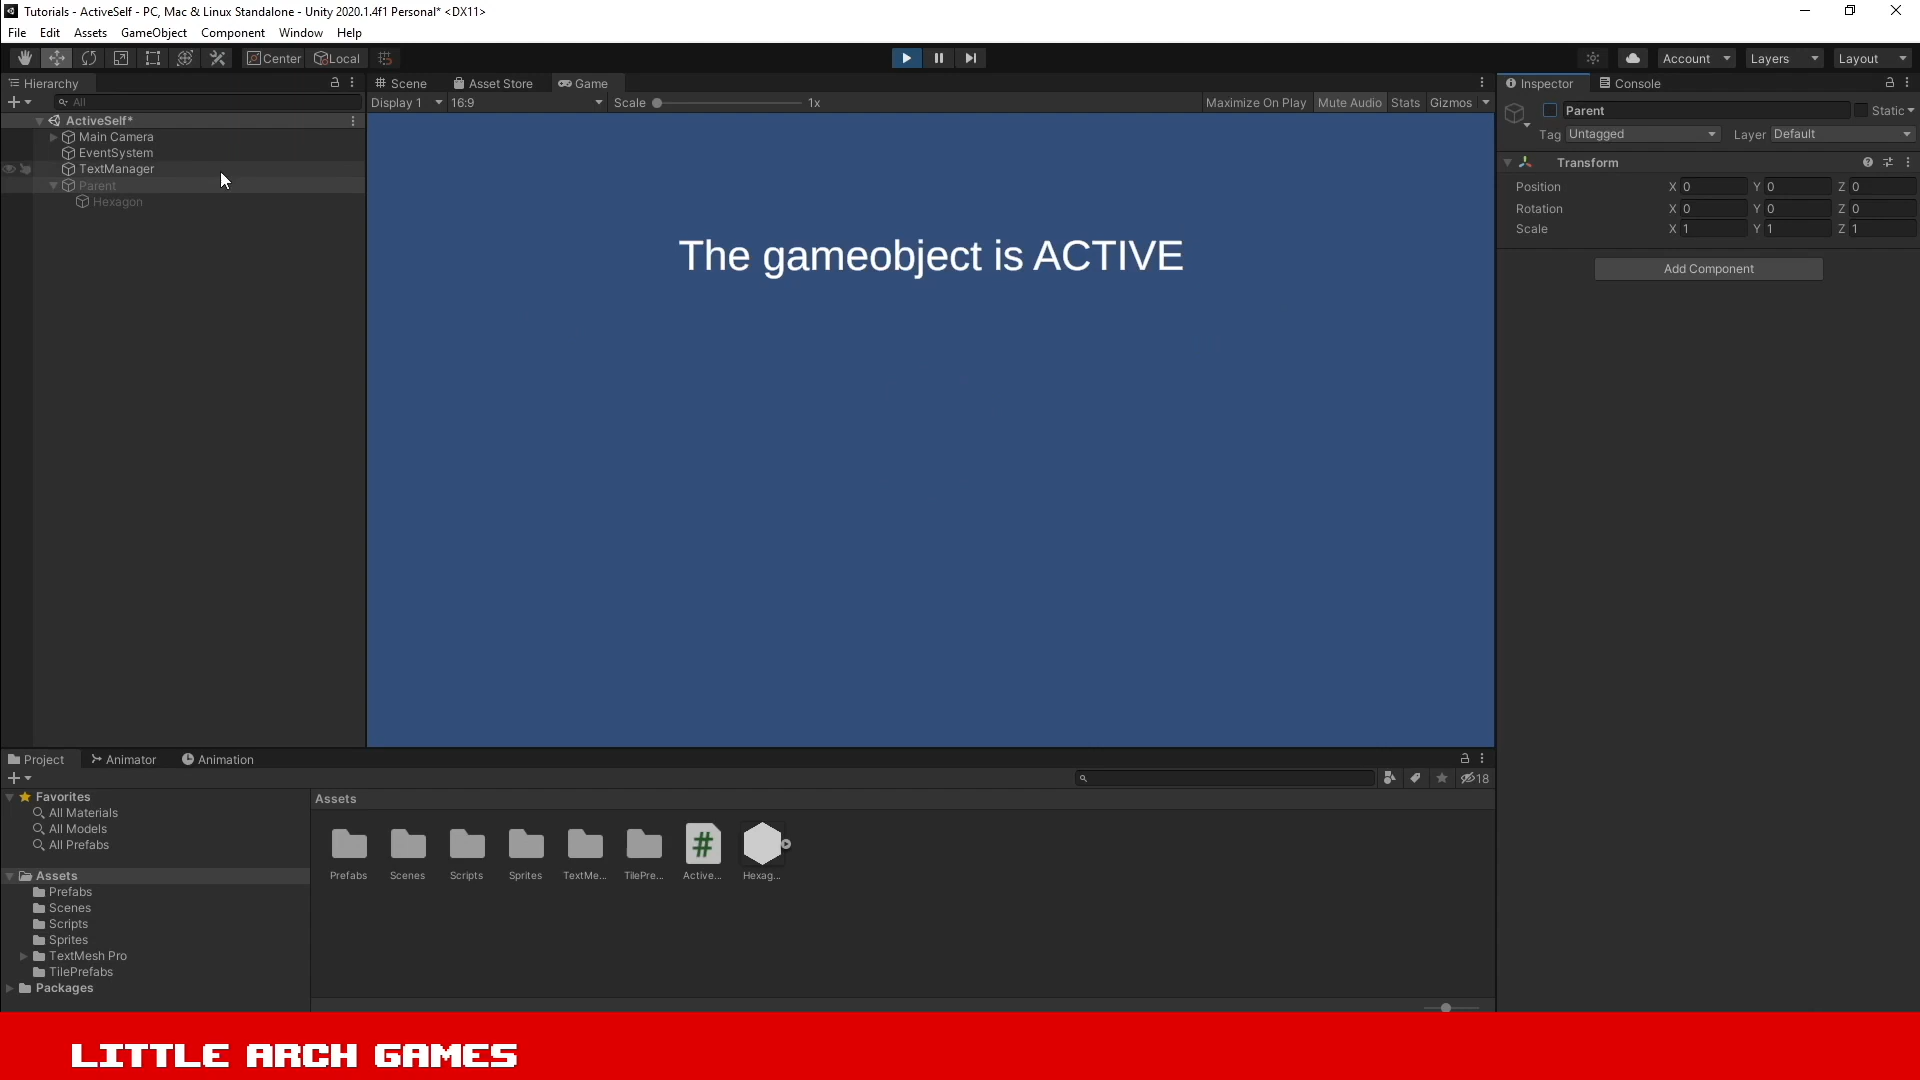 Tutorials - ActiveSelf - PC, Mac & Linux Standalone - Unity 2020.1.4f1 Personal* <DX11>
File Edit Assets GameObject Component Window Help
Center Local Account Layers Layout
Hierarchy
All
ActiveSelf*
Main Camera
EventSystem
TextManager
Parent
Hexagon
Scene Asset Store Game
Display 1 16:9 Scale 1x Maximize On Play Mute Audio Stats Gizmos
The gameobject is ACTIVE
Inspector Console
Parent Static
Tag Untagged Layer Default
Transform
Position X 0 Y 0 Z 0
Rotation X 0 Y 0 Z 0
Scale X 1 Y 1 Z 1
Add Component
Project Animator Animation
18
Favorites
All Materials
All Models
All Prefabs
Assets
Prefabs
Scenes
Scripts
Sprites
TextMesh Pro
TilePrefabs
Packages
Assets
Prefabs Scenes Scripts Sprites TextMe... TilePre... Active... Hexag...
LITTLE ARCH GAMES